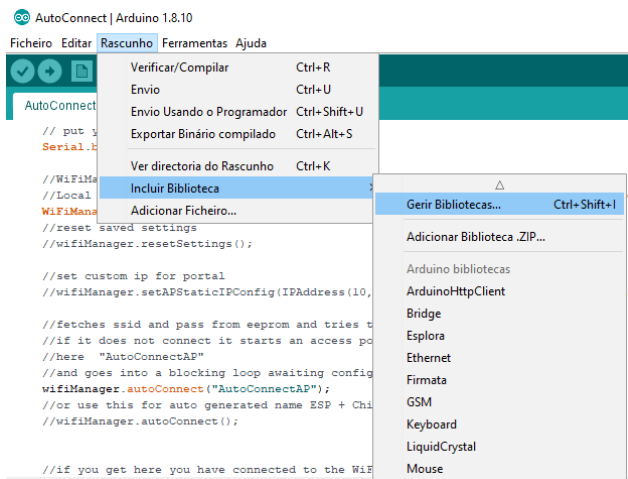 AutoConnect | Arduino 1.8.10
Ficheiro Editar Rascunho Ferramentas Ajuda
AutoConnect
Verificar/Compilar Ctrl+R
Envio Ctrl+U
Envio Usando o Programador Ctrl+Shift+U
Exportar Binário compilado Ctrl+Alt+S
Ver directoria do Rascunho Ctrl+K
Incluir Biblioteca
Adicionar Ficheiro...
Gerir Bibliotecas... Ctrl+Shift+I
Adicionar Biblioteca .ZIP...
Arduino bibliotecas
ArduinoHttpClient
Bridge
Esplora
Ethernet
Firmata
GSM
Keyboard
LiquidCrystal
Mouse
// put y
Serial.b
//WiFiMa
//Local
WiFiMana
//reset saved settings
//wifiManager.resetSettings();
//set custom ip for portal
//wifiManager.setAPStaticIPConfig(IPAddress(10,
//fetches ssid and pass from eeprom and tries t
//if it does not connect it starts an access po
//here "AutoConnectAP"
//and goes into a blocking loop awaiting config
wifiManager.autoConnect("AutoConnectAP");
//or use this for auto generated name ESP + Chi
//wifiManager.autoConnect();
//if you get here you have connected to the WiF